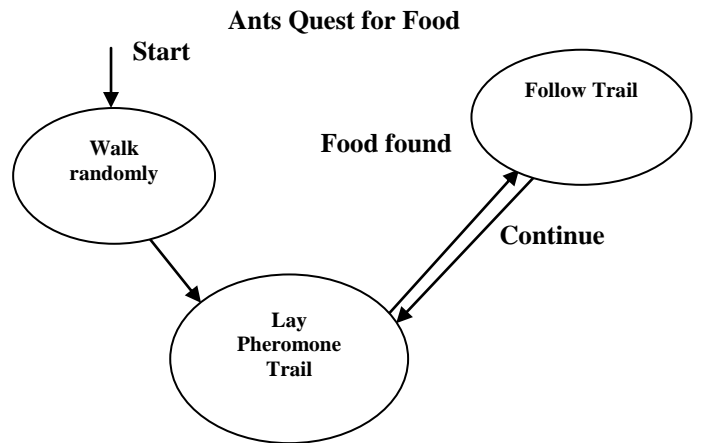 Ants Quest for Food
Start
Follow Trail
Walk
randomly
Food found
Continue
Lay
Pheromone
Trail